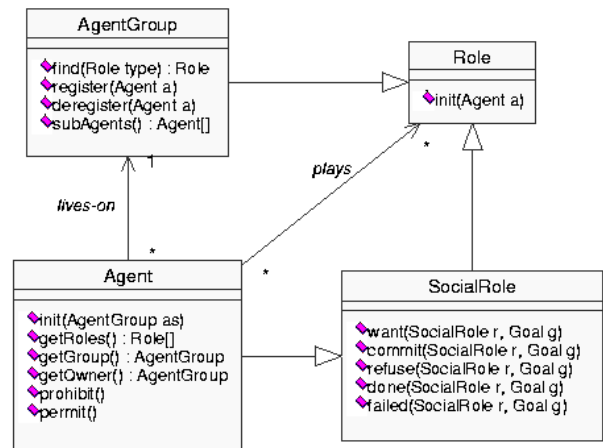 AgentGroup
find(Role type) : Role
register(Agent a)
deregister(Agent a)
subAgents() : Agent[]
Role
init(Agent a)
1
*
plays
lives-on
*
*
Agent
init(AgentGroup as)
getRoles() : Role[]
getGroup() : AgentGroup
getOwner() : AgentGroup
prohibit()
permit()
SocialRole
want(SocialRole r, Goal g)
commit(SocialRole r, Goal g)
refuse(SocialRole r, Goal g)
done(SocialRole r, Goal g)
failed(SocialRole r, Goal g)